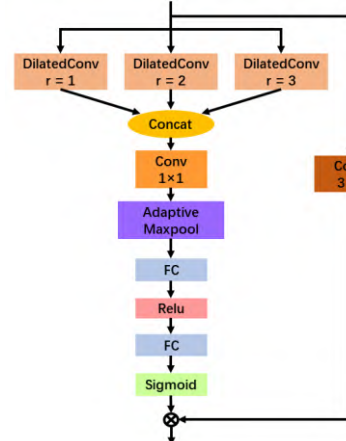 DilatedConv DilatedConv DilatedConv
r = 1 r = 2 r = 3
Concat
Conv
1×1
Adaptive
Maxpool
FC
Relu
FC
Sigmoid